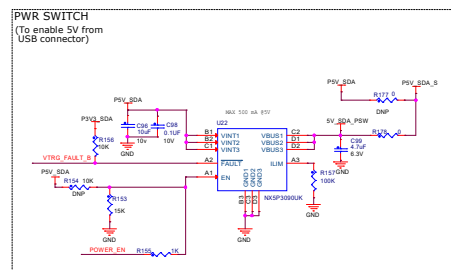 PWR SWITCH
(To enable 5V from
USB connector)
P5V_SDA
P5V_SDA
P5V_SDA_S
R177 0
DNP
MAX 500 mA @5V
P3V3_SDA
C96
10uF
10v
C98
0.1UF
10V
GND
U22
5V_SDA_PSW
R178 0
R156
10K
B1
B2
C1
VINT1
VINT2
VINT3
VBUS1
VBUS2
VBUS3
C2
D1
D2
C99
4.7uF
6.3V
GND
VTRG_FAULT_B
A2
FAULT
ILIM
A3
P5V_SDA
R154 10K
DNP
A1
EN
GND1
GND2
GND3
R157
100K
R153
15K
B3
C3
D3
NX5P3090UK
GND
GND
GND
POWER_EN
R155 1K